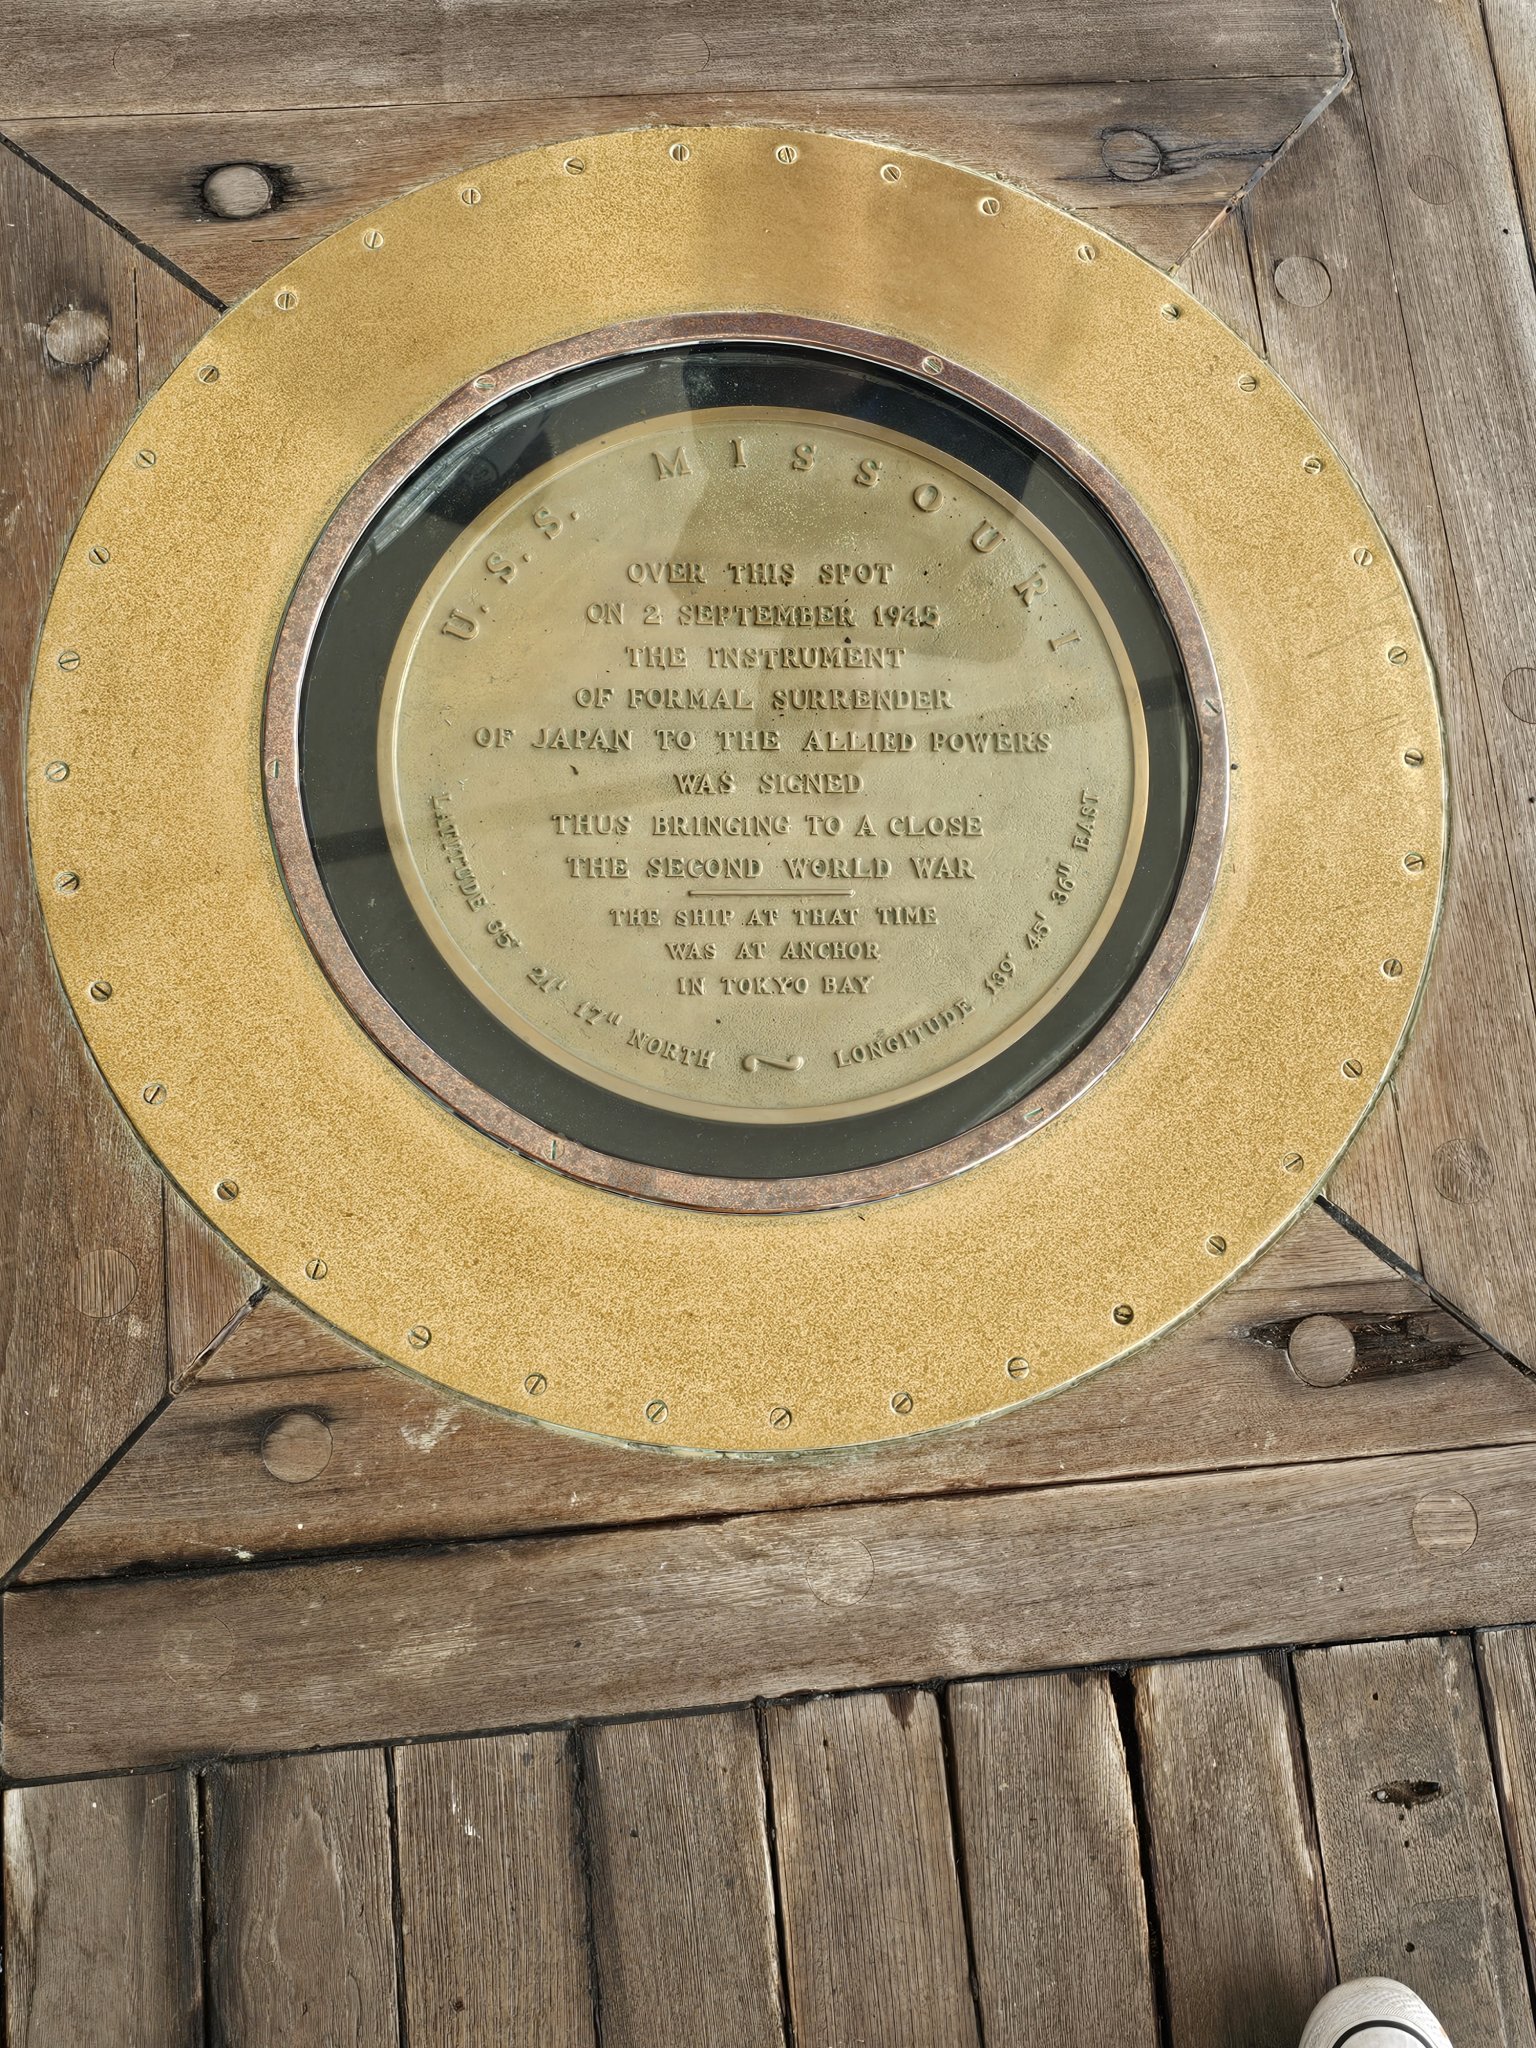 U.S.S. MISSOURI
OVER THIS SPOT
ON 2 SEPTEMBER 1945
THE INSTRUMENT
OF FORMAL SURRENDER
OF JAPAN TO THE ALLIED POWERS
WAS SIGNED
THUS BRINGING TO A CLOSE
THE SECOND WORLD WAR
THE SHIP AT THAT TIME
WAS AT ANCHOR
IN TOKYO BAY
LATITUDE 35° 21' 17" NORTH ~ LONGITUDE 139° 45' 36" EAST